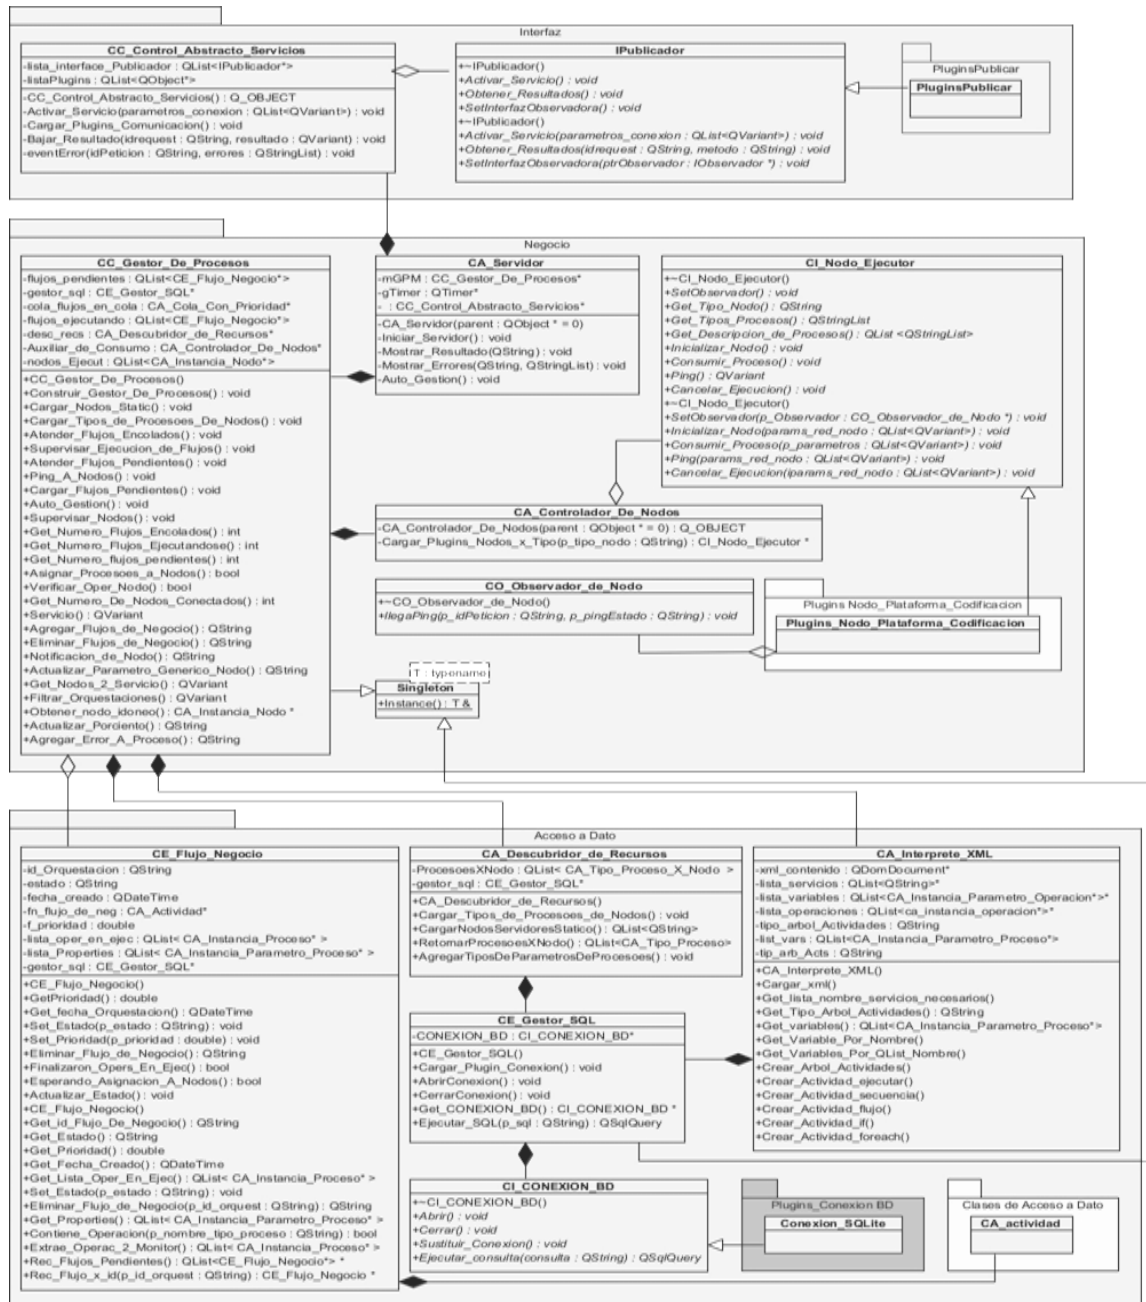 Interfaz
CC_Control_Abstracto_Servicios
-lista_interface_Publicador : QList<IPublicador*>
-listaPlugins : QList<QObject*>
-CC_Control_Abstracto_Servicios() : Q_OBJECT
-Activar_Servicio(parametros_conexion : QList<QVariant>) : void
-Cargar_Plugins_Comunicacion() : void
-Bajar_Resultado(idrequest : QString, resultado : QVariant) : void
-eventError(idPeticion : QString, errores : QStringList) : void
IPublicador
+~IPublicador()
+Activar_Servicio() : void
+Obtener_Resultados() : void
+SetInterfazObservadora() : void
+~IPublicador()
+Activar_Servicio(parametros_conexion : QList<QVariant>) : void
+Obtener_Resultados(idrequest : QString, metodo : QString) : void
+SetInterfazObservadora(ptrObservador : IObservador *) : void
PluginsPublicar
PluginsPublicar
Negocio
CC_Gestor_De_Procesos
-flujos_pendientes : QList<CE_Flujo_Negocio*>
-gestor_sql : CE_Gestor_SQL*
-cola_flujos_en_cola : CA_Cola_Con_Prioridad*
-flujos_ejecutando : QList<CE_Flujo_Negocio*>
-desc_recs : CA_Descubridor_de_Recursos*
-Auxiliar_de_Consumo : CA_Controlador_De_Nodos*
-nodos_Ejecut : QList<CA_Instancia_Nodo*>
+CC_Gestor_De_Procesos()
+Construir_Gestor_De_Procesos() : void
+Cargar_Nodos_Static() : void
+Cargar_Tipos_de_Procesoes_De_Nodos() : void
+Atender_Flujos_Encolados() : void
+Supervisar_Ejecucion_de_Flujos() : void
+Atender_Flujos_Pendientes() : void
+Ping_A_Nodos() : void
+Cargar_Flujos_Pendientes() : void
+Auto_Gestion() : void
+Supervisar_Nodos() : void
+Get_Numero_Flujos_Encolados() : int
+Get_Numero_Flujos_Ejecutandose() : int
+Get_Numero_flujos_pendientes() : int
+Asignar_Procesoes_a_Nodos() : bool
+Verificar_Oper_Nodo() : bool
+Get_Numero_De_Nodos_Conectados() : int
+Servicio() : QVariant
+Agregar_Flujos_de_Negocio() : QString
+Eliminar_Flujos_de_Negocio() : QString
+Notificacion_de_Nodo() : QString
+Actualizar_Parametro_Generico_Nodo() : QString
+Get_Nodos_2_Servicio() : QVariant
+Filtrar_Orquestaciones() : QVariant
+Obtener_nodo_idoneo() : CA_Instancia_Nodo *
+Actualizar_Porciento() : QString
+Agregar_Error_A_Proceso() : QString
CA_Servidor
-mGPM : CC_Gestor_De_Procesos*
-gTimer : QTimer*
- : CC_Control_Abstracto_Servicios*
-CA_Servidor(parent : QObject * = 0)
-Iniciar_Servidor() : void
-Mostrar_Resultado(QString) : void
-Mostrar_Errores(QString, QStringList) : void
-Auto_Gestion() : void
CI_Nodo_Ejecutor
+~CI_Nodo_Ejecutor()
+SetObservador() : void
+Get_Tipo_Nodo() : QString
+Get_Tipos_Procesos() : QStringList
+Get_Descripcion_de_Procesos() : QList <QStringList>
+Inicializar_Nodo() : void
+Consumir_Proceso() : void
+Ping() : QVariant
+Cancelar_Ejecucion() : void
+~CI_Nodo_Ejecutor()
+SetObservador(p_Observador : CO_Observador_de_Nodo *) : void
+Inicializar_Nodo(params_red_nodo : QList<QVariant>) : void
+Consumir_Proceso(p_parametros : QList<QVariant>) : void
+Ping(params_red_nodo : QList<QVariant>) : void
+Cancelar_Ejecucion(iparams_red_nodo : QList<QVariant>) : void
CA_Controlador_De_Nodos
-CA_Controlador_De_Nodos(parent : QObject * = 0) : Q_OBJECT
-Cargar_Plugins_Nodos_x_Tipo(p_tipo_nodo : QString) : CI_Nodo_Ejecutor *
CO_Observador_de_Nodo
+~CO_Observador_de_Nodo()
+llegaPing(p_idPeticion : QString, p_pingEstado : QString) : void
Plugins Nodo_Plataforma_Codificacion
Plugins_Nodo_Plataforma_Codificacion
T : typename
Singleton
+Instance() : T &
Acceso a Dato
CE_Flujo_Negocio
-id_Orquestacion : QString
-estado : QString
-fecha_creado : QDateTime
-fn_flujo_de_neg : CA_Actividad*
-f_prioridad : double
-lista_oper_en_ejec : QList< CA_Instancia_Proceso* >
-lista_Properties : QList< CA_Instancia_Parametro_Proceso* >
-gestor_sql : CE_Gestor_SQL*
+CE_Flujo_Negocio()
+GetPrioridad() : double
+Get_fecha_Orquestacion() : QDateTime
+Set_Estado(p_estado : QString) : void
+Set_Prioridad(p_prioridad : double) : void
+Eliminar_Flujo_de_Negocio() : QString
+Finalizaron_Opers_En_Ejec() : bool
+Esperando_Asignacion_A_Nodos() : bool
+Actualizar_Estado() : void
+CE_Flujo_Negocio()
+Get_id_Flujo_De_Negocio() : QString
+Get_Estado() : QString
+Get_Prioridad() : double
+Get_Fecha_Creado() : QDateTime
+Get_Lista_Oper_En_Ejec() : QList< CA_Instancia_Proceso* >
+Set_Estado(p_estado : QString) : void
+Eliminar_Flujo_de_Negocio(p_id_orquest : QString) : QString
+Get_Properties() : QList< CA_Instancia_Parametro_Proceso* >
+Contiene_Operacion(p_nombre_tipo_proceso : QString) : bool
+Extrae_Operac_2_Monitor() : QList< CA_Instancia_Proceso* >
+Rec_Flujos_Pendientes() : QList<CE_Flujo_Negocio*> *
+Rec_Flujo_x_id(p_id_orquest : QString) : CE_Flujo_Negocio *
CA_Descubridor_de_Recursos
-ProcesoesXNodo : QList< CA_Tipo_Proceso_X_Nodo >
-gestor_sql : CE_Gestor_SQL*
+CA_Descubridor_de_Recursos()
+Cargar_Tipos_de_Procesoes_de_Nodos() : void
+CargarNodosServidoresStatico() : QList<QString>
+RetomarProcesoesXNodo() : QList<CA_Tipo_Proceso>
+AgregarTiposDeParametrosDeProcesoes() : void
CA_Interprete_XML
-xml_contenido : QDomDocument*
-lista_servicios : QList<QString>*
-lista_variables : QList<CA_Instancia_Parametro_Operacion*>*
-lista_operaciones : QList<ca_instancia_operacion*>*
-tipo_arbol_Actividades : QString
-list_vars : QList<CA_Instancia_Parametro_Proceso*>
-tip_arb_Acts : QString
+CA_Interprete_XML()
+Cargar_xml()
+Get_lista_nombre_servicios_necesarios()
+Get_Tipo_Arbol_Actividades() : QString
+Get_variables() : QList<CA_Instancia_Parametro_Proceso*>
+Get_Variable_Por_Nombre()
+Get_Variables_Por_QList_Nombre()
+Crear_Arbol_Actividades()
+Crear_Actividad_ejecutar()
+Crear_Actividad_secuencia()
+Crear_Actividad_flujo()
+Crear_Actividad_if()
+Crear_Actividad_foreach()
CE_Gestor_SQL
-CONEXION_BD : CI_CONEXION_BD*
+CE_Gestor_SQL()
+Cargar_Plugin_Conexion() : void
+AbrirConexion() : void
+CerrarConexion() : void
+Get_CONEXION_BD() : CI_CONEXION_BD *
+Ejecutar_SQL(p_sql : QString) : QSqlQuery
CI_CONEXION_BD
+~CI_CONEXION_BD()
+Abrir() : void
+Cerrar() : void
+Sustituir_Conexion() : void
+Ejecutar_consulta(consulta : QString) : QSqlQuery
Plugins_Conexion BD
Conexion_SQLite
Clases de Acceso a Dato
CA_actividad